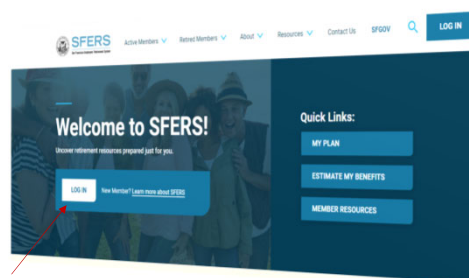 SFERS
Active Members Retired Members About Resources Contact Us SFGOV LOG IN
Welcome to SFERS!
Uncover retirement resources prepared just for you.
LOG IN New Member? Learn more about SFERS
Quick Links:
MY PLAN
ESTIMATE MY BENEFITS
MEMBER RESOURCES